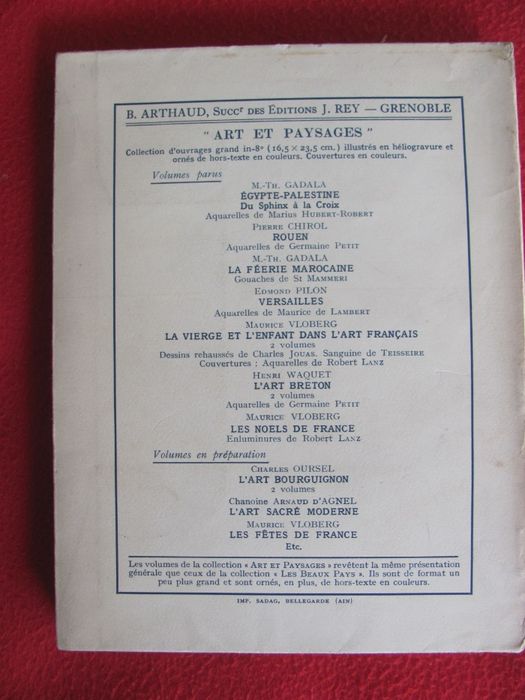 B. ARTHAUD, Succr des Editions J. REY — GRENOBLE
" ART ET PAYSAGES "
Collection d'ouvrages grand in-8° (16,5 × 23,5 cm.) illustrés en héliogravure et
ornés de hors-texte en couleurs. Couvertures en couleurs.
Volumes parus
M.-Th. GADALA
ÉGYPTE-PALESTINE
Du Sphinx à la Croix
Aquarelles de Marius Hubert-Robert
Pierre CHIROL
ROUEN
Aquarelles de Germaine Petit
M.-Th. GADALA
LA FÉERIE MAROCAINE
Gouaches de St Mammeri
Edmond PILON
VERSAILLES
Aquarelles de Maurice de Lambert
Maurice VLOBERG
LA VIERGE ET L'ENFANT DANS L'ART FRANÇAIS
2 volumes
Dessins rehaussés de Charles Jouas. Sanguine de Teisseire
Couvertures : Aquarelles de Robert Lanz
Henri WAQUET
L'ART BRETON
2 volumes
Aquarelles de Germaine Petit
Maurice VLOBERG
LES NOELS DE FRANCE
Enluminures de Robert Lanz
Volumes en préparation
Charles OURSEL
L'ART BOURGUIGNON
2 volumes
Chanoine Arnaud d'Agnel
L'ART SACRÉ MODERNE
Maurice VLOBERG
LES FÊTES DE FRANCE
Etc.
Les volumes de la collection « Art et Paysages » revêtent la même présentation
générale que ceux de la collection « Les Beaux Pays ». Ils sont de format un
peu plus grand et sont ornés, en plus, de hors-texte en couleurs.
IMP. SADAG, BELLEGARDE (AIN)